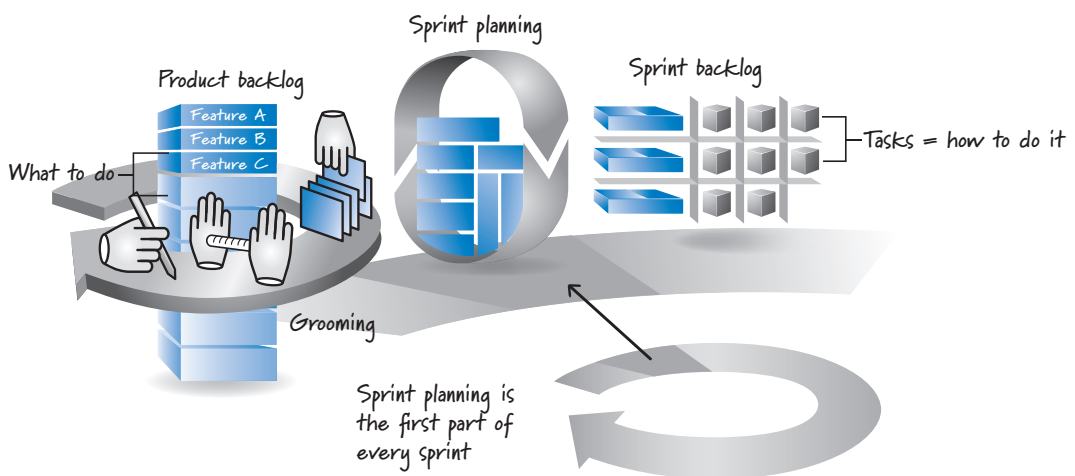 Sprint planning
Product backlog
Sprint backlog
Feature A
Feature B
Feature C
What to do
Tasks = how to do it
Grooming
Sprint planning is
the first part of
every sprint